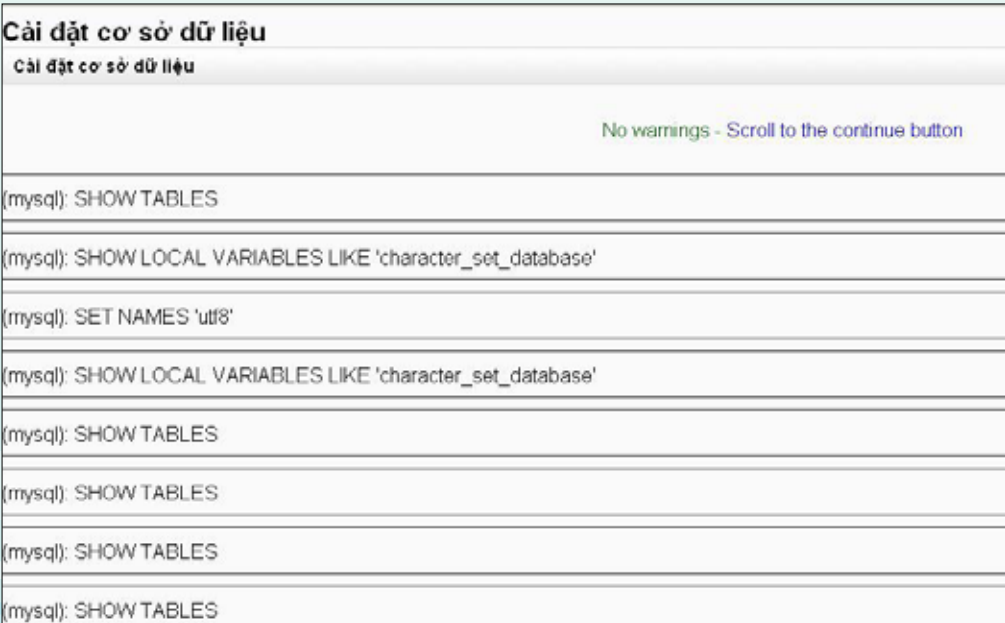 Cài đặt cơ sở dữ liệu
Cài đặt cơ sở dữ liệu
No warnings - Scroll to the continue button
(mysql): SHOW TABLES
(mysql): SHOW LOCAL VARIABLES LIKE 'character_set_database'
(mysql): SET NAMES 'utf8'
(mysql): SHOW LOCAL VARIABLES LIKE 'character_set_database'
(mysql): SHOW TABLES
(mysql): SHOW TABLES
(mysql): SHOW TABLES
(mysql): SHOW TABLES